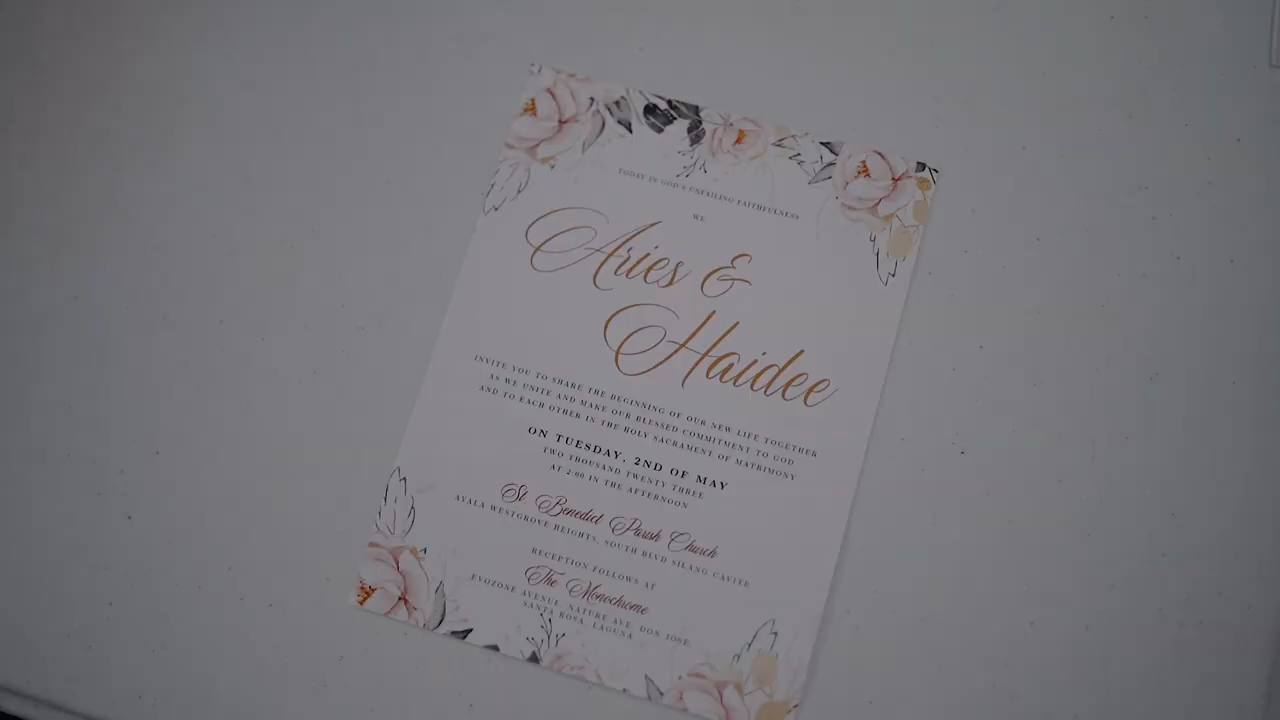 TODAY IN GOD'S UNFAILING FAITHFULNESS
WE
Aries &
Haidee
INVITE YOU TO SHARE THE BEGINNING OF OUR NEW LIFE TOGETHER
AS WE UNITE AND MAKE OUR BLESSED COMMITMENT TO GOD
AND TO EACH OTHER IN THE HOLY SACRAMENT OF MATRIMONY
ON TUESDAY, 2ND OF MAY
TWO THOUSAND TWENTY THREE
AT 2:00 IN THE AFTERNOON
St. Benedict Parish Church
AYALA WESTGROVE HEIGHTS, SOUTH BLVD SILANG CAVITE
RECEPTION FOLLOWS AT
The Monochrome
EVOZONE AVENUE, NATURE AVE, DON JOSE,
SANTA ROSA, LAGUNA